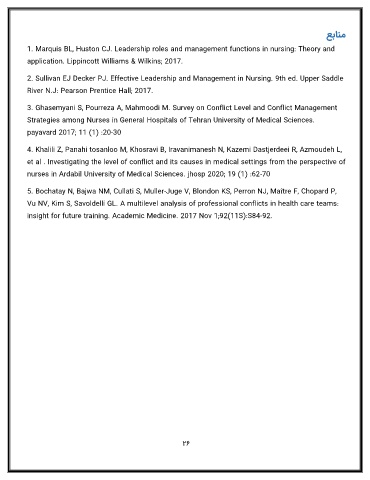 منابع
1. Marquis BL, Huston CJ. Leadership roles and management functions in nursing: Theory and
application. Lippincott Williams & Wilkins; 2017.
2. Sullivan EJ Decker PJ. Effective Leadership and Management in Nursing. 9th ed. Upper Saddle
River N.J: Pearson Prentice Hall; 2017.
3. Ghasemyani S, Pourreza A, Mahmoodi M. Survey on Conflict Level and Conflict Management
Strategies among Nurses in General Hospitals of Tehran University of Medical Sciences.
payavard 2017; 11 (1) :20-30
4. Khalili Z, Panahi tosanloo M, Khosravi B, Iravanimanesh N, Kazemi Dastjerdeei R, Azmoudeh L,
et al . Investigating the level of conflict and its causes in medical settings from the perspective of
nurses in Ardabil University of Medical Sciences. jhosp 2020; 19 (1) :62-70
5. Bochatay N, Bajwa NM, Cullati S, Muller-Juge V, Blondon KS, Perron NJ, Maître F, Chopard P,
Vu NV, Kim S, Savoldelli GL. A multilevel analysis of professional conflicts in health care teams:
insight for future training. Academic Medicine. 2017 Nov 1;92(11S):S84-92.
۲۶